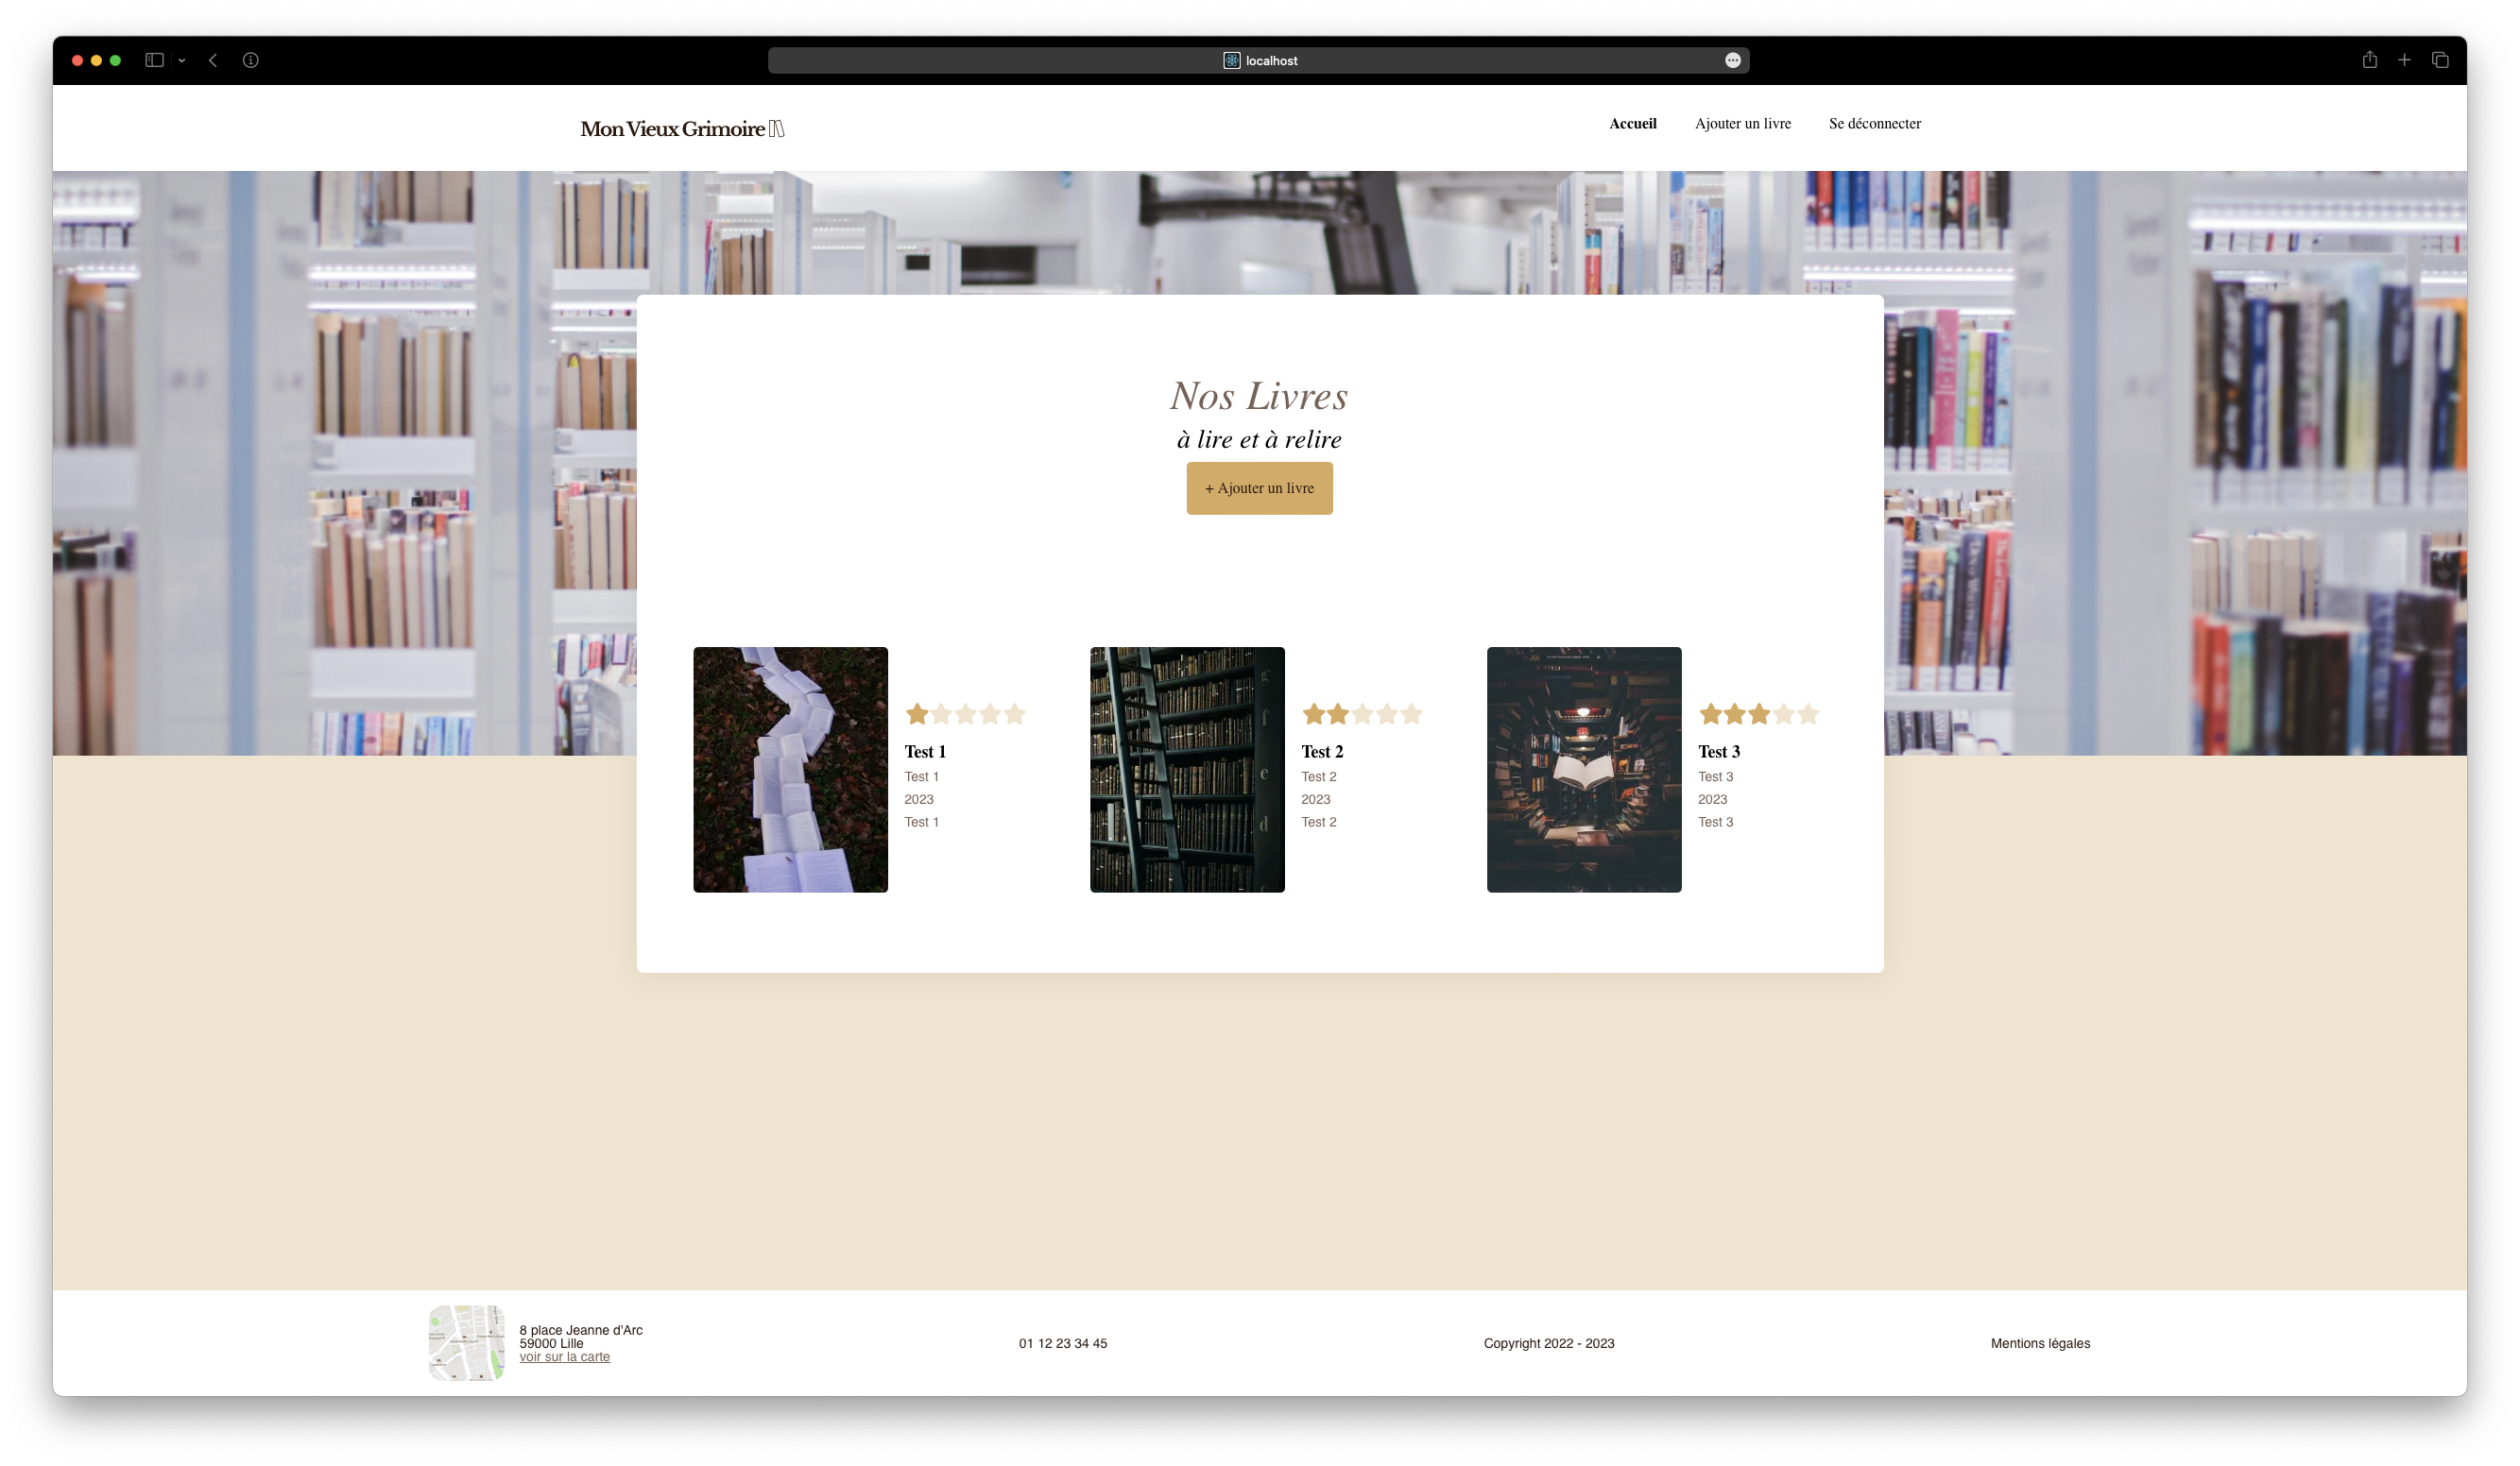 localhost
Mon Vieux Grimoire
Accueil
Ajouter un livre
Se déconnecter
Nos Livres
à lire et à relire
+ Ajouter un livre
Test 1
Test 1
2023
Test 1
Test 2
Test 2
2023
Test 2
Test 3
Test 3
2023
Test 3
g
f
e
d
8 place Jeanne d'Arc
59000 Lille
voir sur la carte
01 12 23 34 45
Copyright 2022 - 2023
Mentions légales